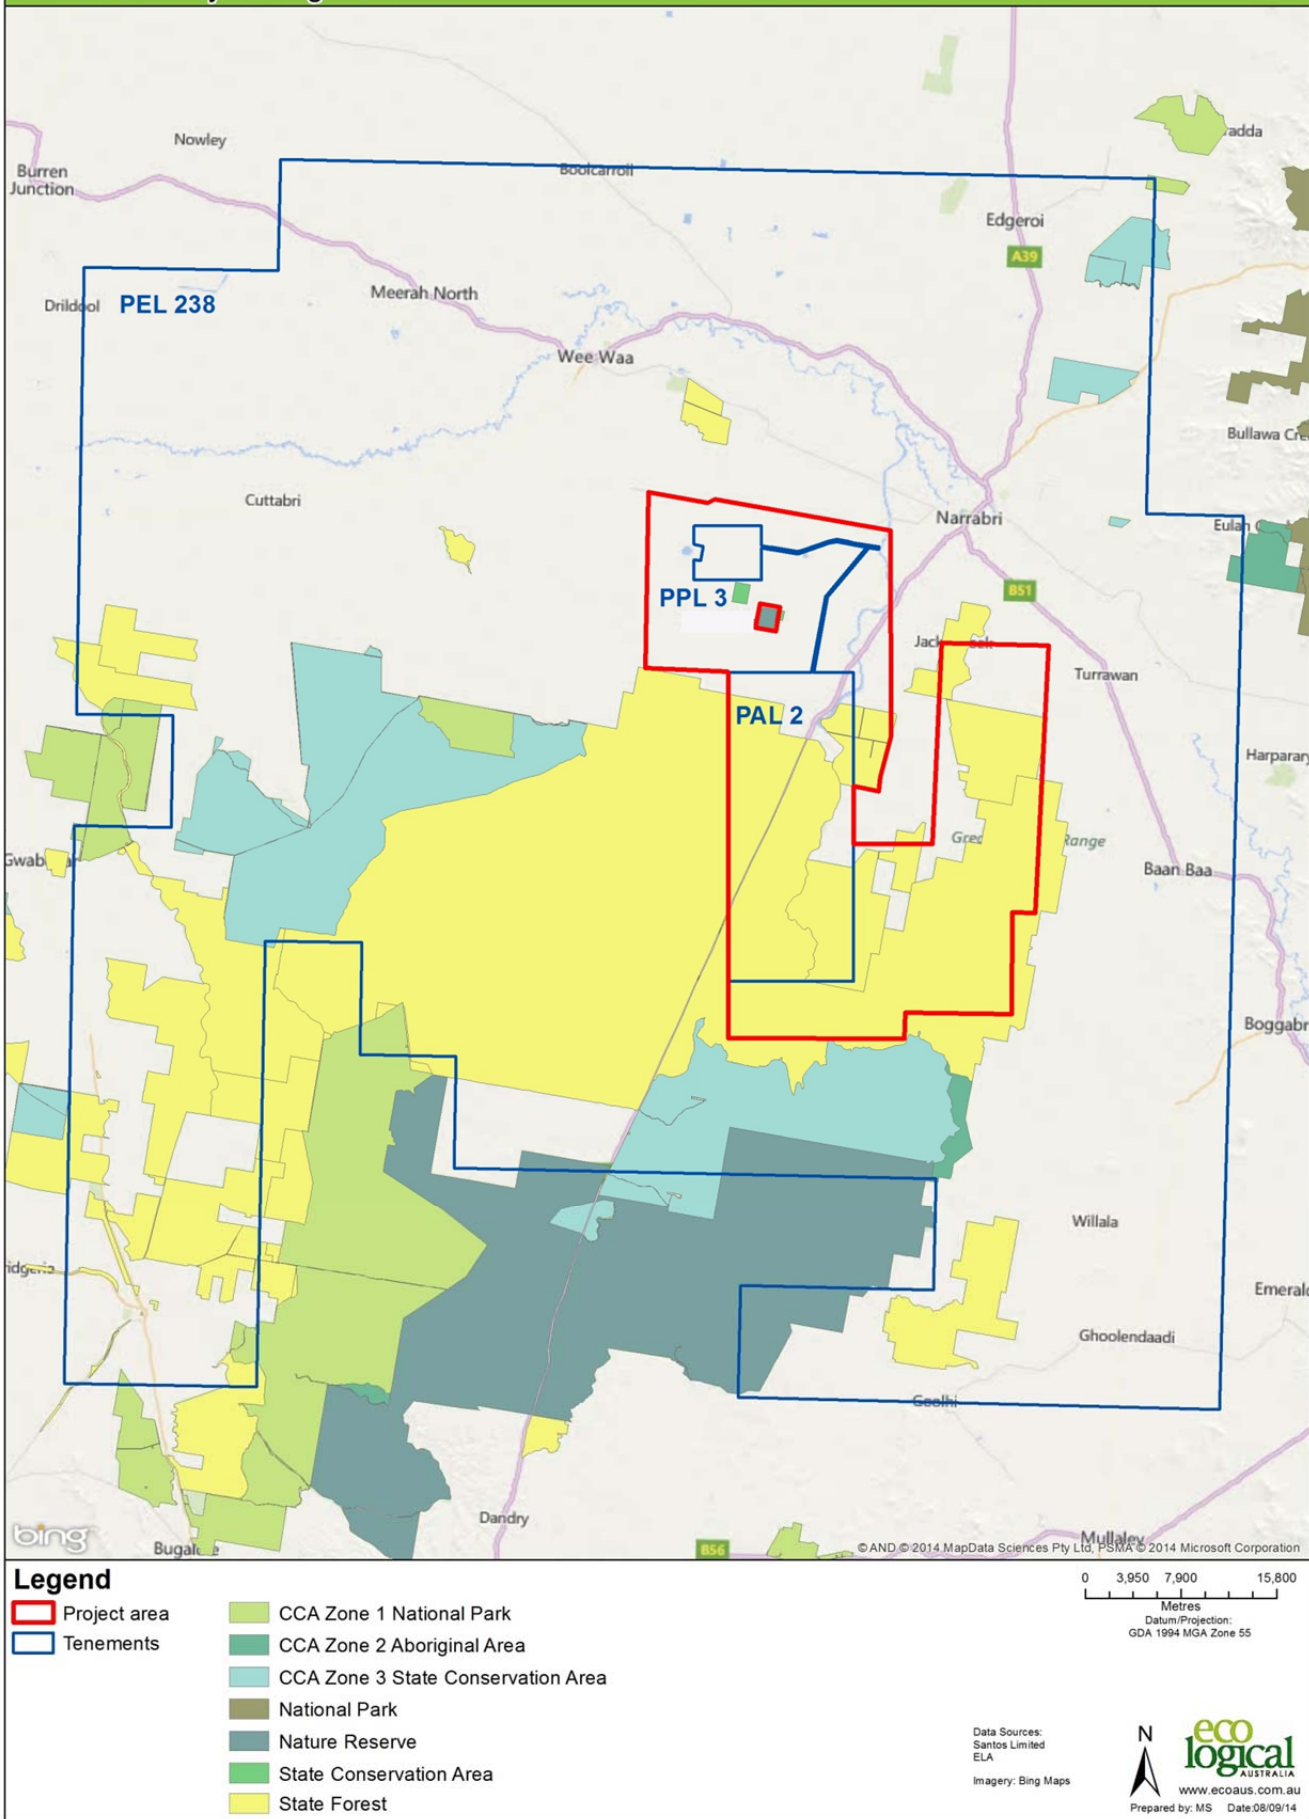 Nowley
Burren
Junction
Boolcarroll
adda
Edgeroi
A39
Drildool
PEL 238
Meerah North
Wee Waa
Bullawa Cre
Cuttabri
Narrabri
Eulah C
PPL 3
B51
Turrawan
PAL 2
Harparary
Range
Baan Baa
Boggabr
Willala
Emerald
Ghoolendaadi
Goolhi
Dandry
Mullaley
B56
bing
© AND © 2014 MapData Sciences Pty Ltd, PSMA © 2014 Microsoft Corporation
Legend
Project area
Tenements
CCA Zone 1 National Park
CCA Zone 2 Aboriginal Area
CCA Zone 3 State Conservation Area
National Park
Nature Reserve
State Conservation Area
State Forest
0 3,950 7,900 15,800
Metres
Datum/Projection:
GDA 1994 MGA Zone 55
Data Sources:
Santos Limited
ELA
Imagery: Bing Maps
N
eco
logical
AUSTRALIA
www.ecoaus.com.au
Prepared by: MS Date:08/09/14